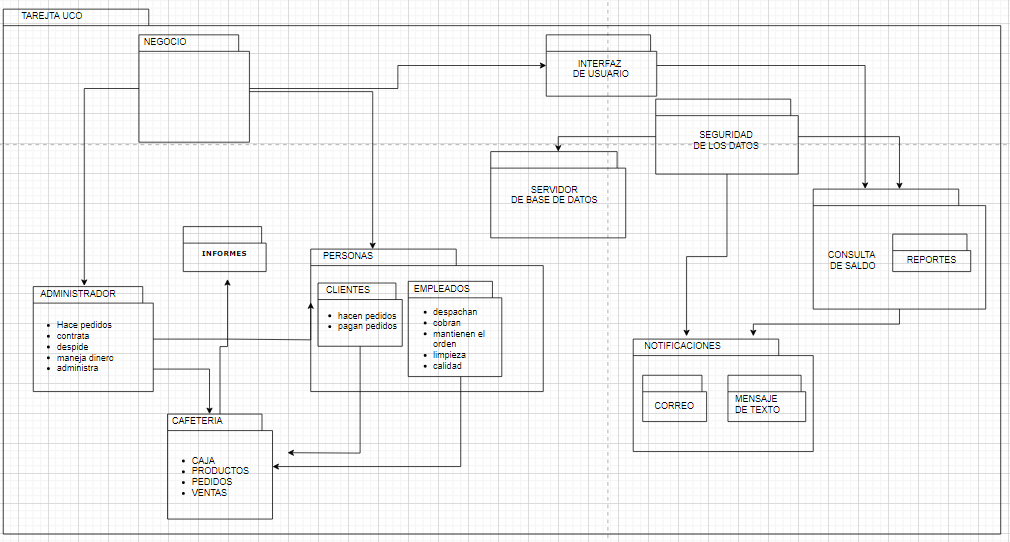 TAREJTA UCO
NEGOCIO
INTERFAZ
DE USUARIO
SEGURIDAD
DE LOS DATOS
SERVIDOR
DE BASE DE DATOS
CONSULTA
DE SALDO
REPORTES
INFORMES
PERSONAS
CLIENTES
hacen pedidos
pagan pedidos
EMPLEADOS
despachan
cobran
mantienen el
orden
limpieza
calidad
ADMINISTRADOR
Hace pedidos
contrata
despide
maneja dinero
administra
NOTIFICACIONES
CORREO
MENSAJE
DE TEXTO
CAFETERIA
CAJA
PRODUCTOS
PEDIDOS
VENTAS